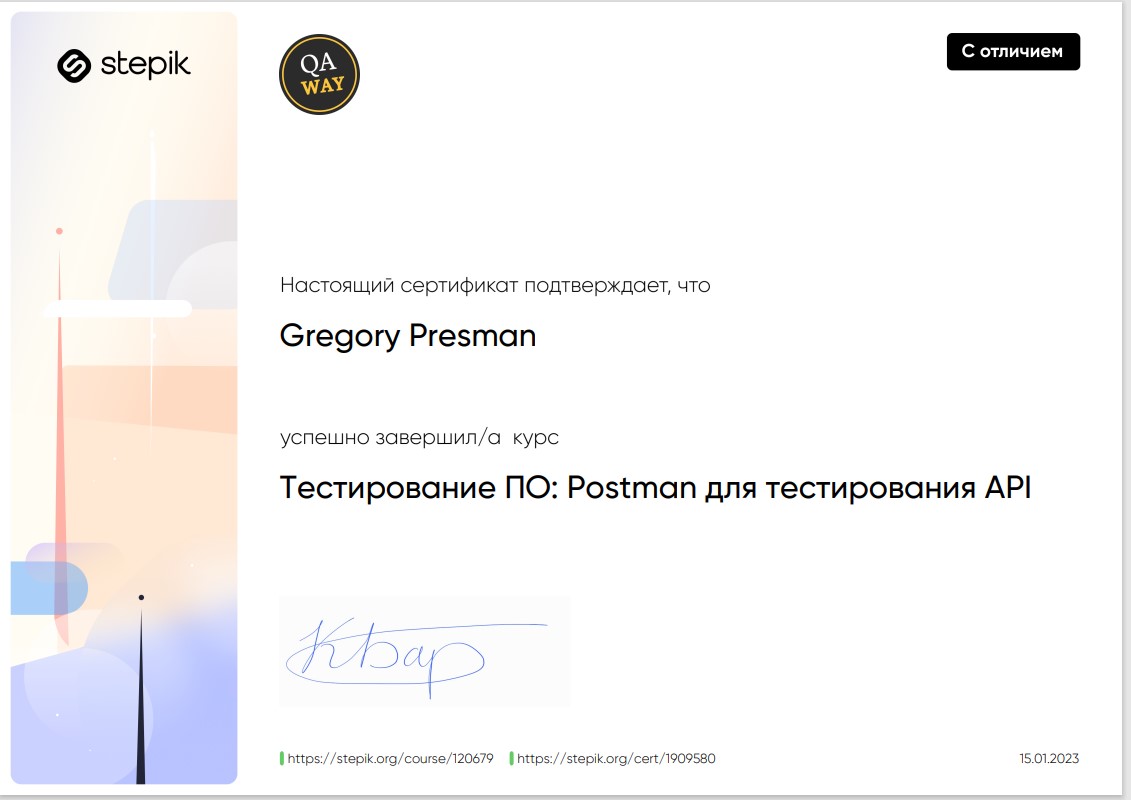 stepik
QA
WAY
С отличием
Настоящий сертификат подтверждает, что
Gregory Presman
успешно завершил/а курс
Тестирование ПО: Postman для тестирования API
https://stepik.org/course/120679
https://stepik.org/cert/1909580
15.01.2023